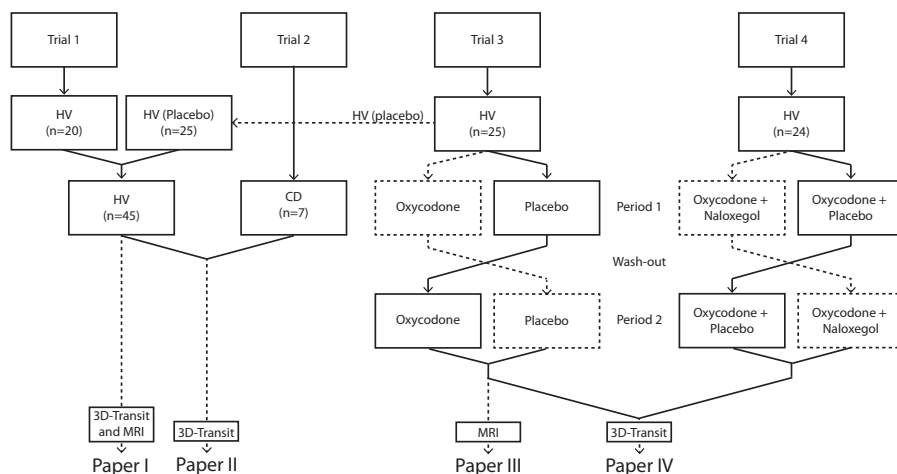 Trial 1
Trial 2
Trial 3
Trial 4
HV
(n=20)
HV (Placebo)
(n=25)
HV (placebo)
HV
(n=25)
HV
(n=24)
HV
(n=45)
CD
(n=7)
Oxycodone
Placebo
Period 1
Oxycodone +
Naloxegol
Oxycodone +
Placebo
Wash-out
Oxycodone
Placebo
Period 2
Oxycodone +
Placebo
Oxycodone +
Naloxegol
3D-Transit
and MRI
3D-Transit
MRI
3D-Transit
Paper I
Paper II
Paper III
Paper IV